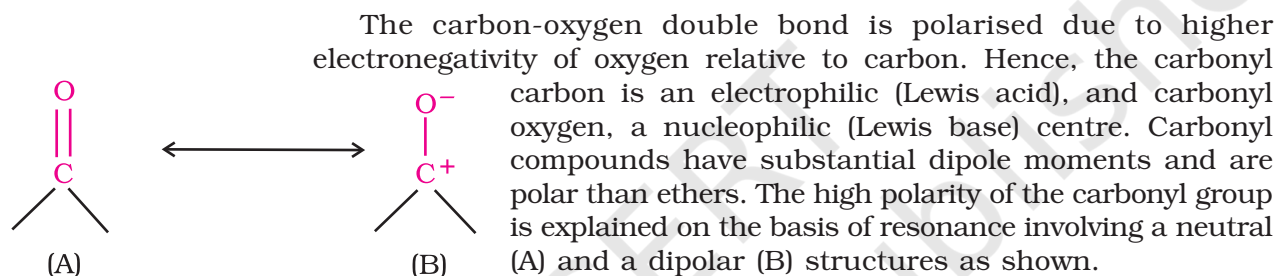 The carbon-oxygen double bond is polarised due to higher
electronegativity of oxygen relative to carbon. Hence, the carbonyl
carbon is an electrophilic (Lewis acid), and carbonyl
oxygen, a nucleophilic (Lewis base) centre. Carbonyl
compounds have substantial dipole moments and are
polar than ethers. The high polarity of the carbonyl group
is explained on the basis of resonance involving a neutral
(A) and a dipolar (B) structures as shown.
O
C
(A)
O−
C+
(B)